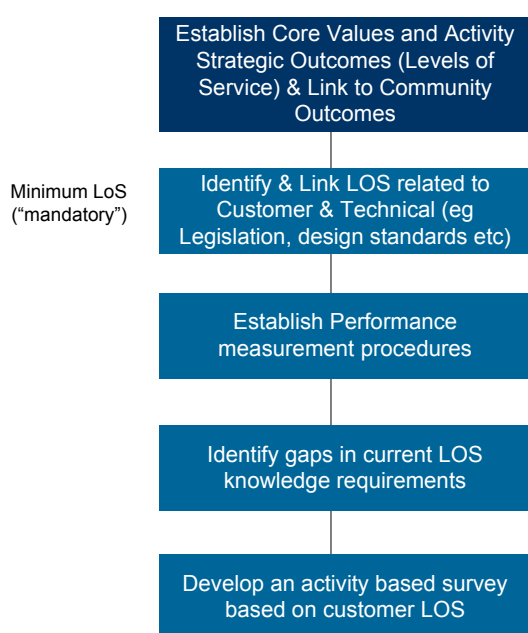 Establish Core Values and Activity
Strategic Outcomes (Levels of
Service) & Link to Community
Outcomes
Minimum LoS
(“mandatory”)
Identify & Link LOS related to
Customer & Technical (eg
Legislation, design standards etc)
Establish Performance
measurement procedures
Identify gaps in current LOS
knowledge requirements
Develop an activity based survey
based on customer LOS